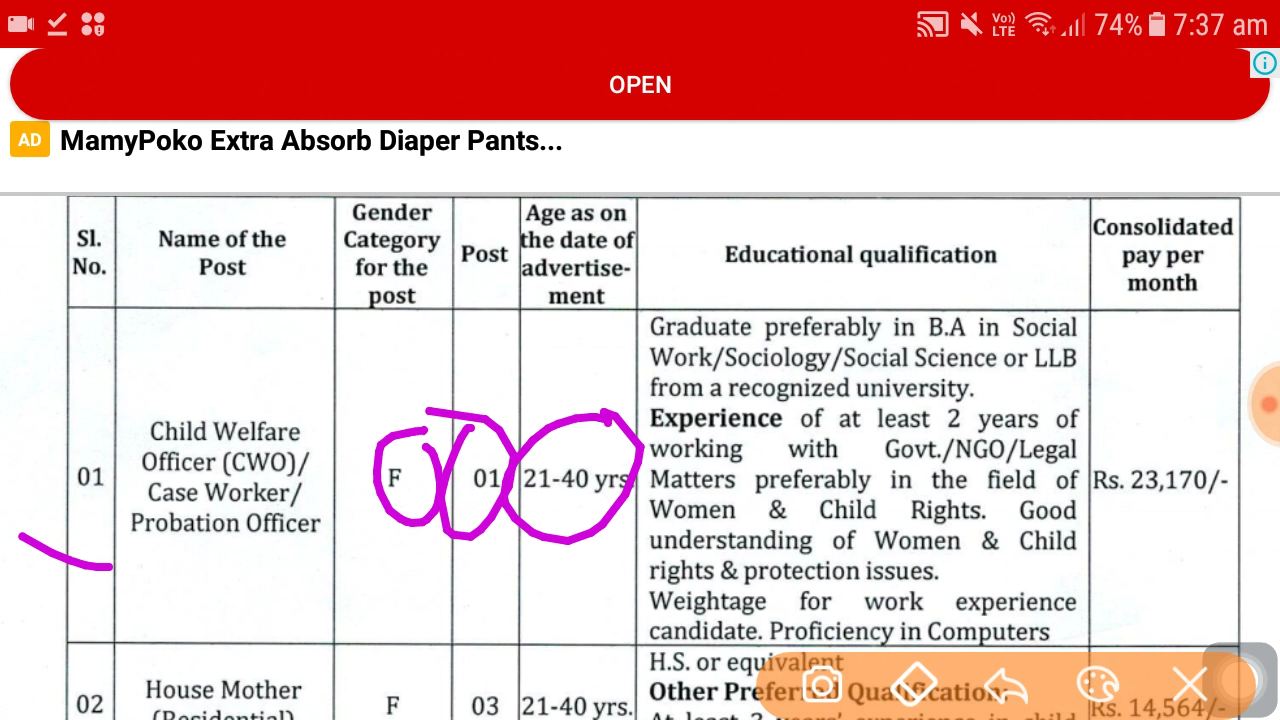 Vo))
LTE
74%
7:37 am
OPEN
AD MamyPoko Extra Absorb Diaper Pants...
Sl.
No.
Name of the
Post
Gender
Category
for the
post
Post
Age as on
the date of
advertise-
ment
Educational qualification
Consolidated
pay per
month
01
Child Welfare
Officer (CWO)/
Case Worker/
Probation Officer
F
01
21-40 yrs
Graduate preferably in B.A in Social
Work/Sociology/Social Science or LLB
from a recognized university.
Experience of at least 2 years of
working with Govt./NGO/Legal
Matters preferably in the field of
Women & Child Rights. Good
understanding of Women & Child
rights & protection issues.
Weightage for work experience
candidate. Proficiency in Computers
Rs. 23,170/-
02
House Mother
(Residential)
F
03
21-40 yrs.
H.S. or equivalent
Other Preferred Qualification:
Rs. 14,564/-